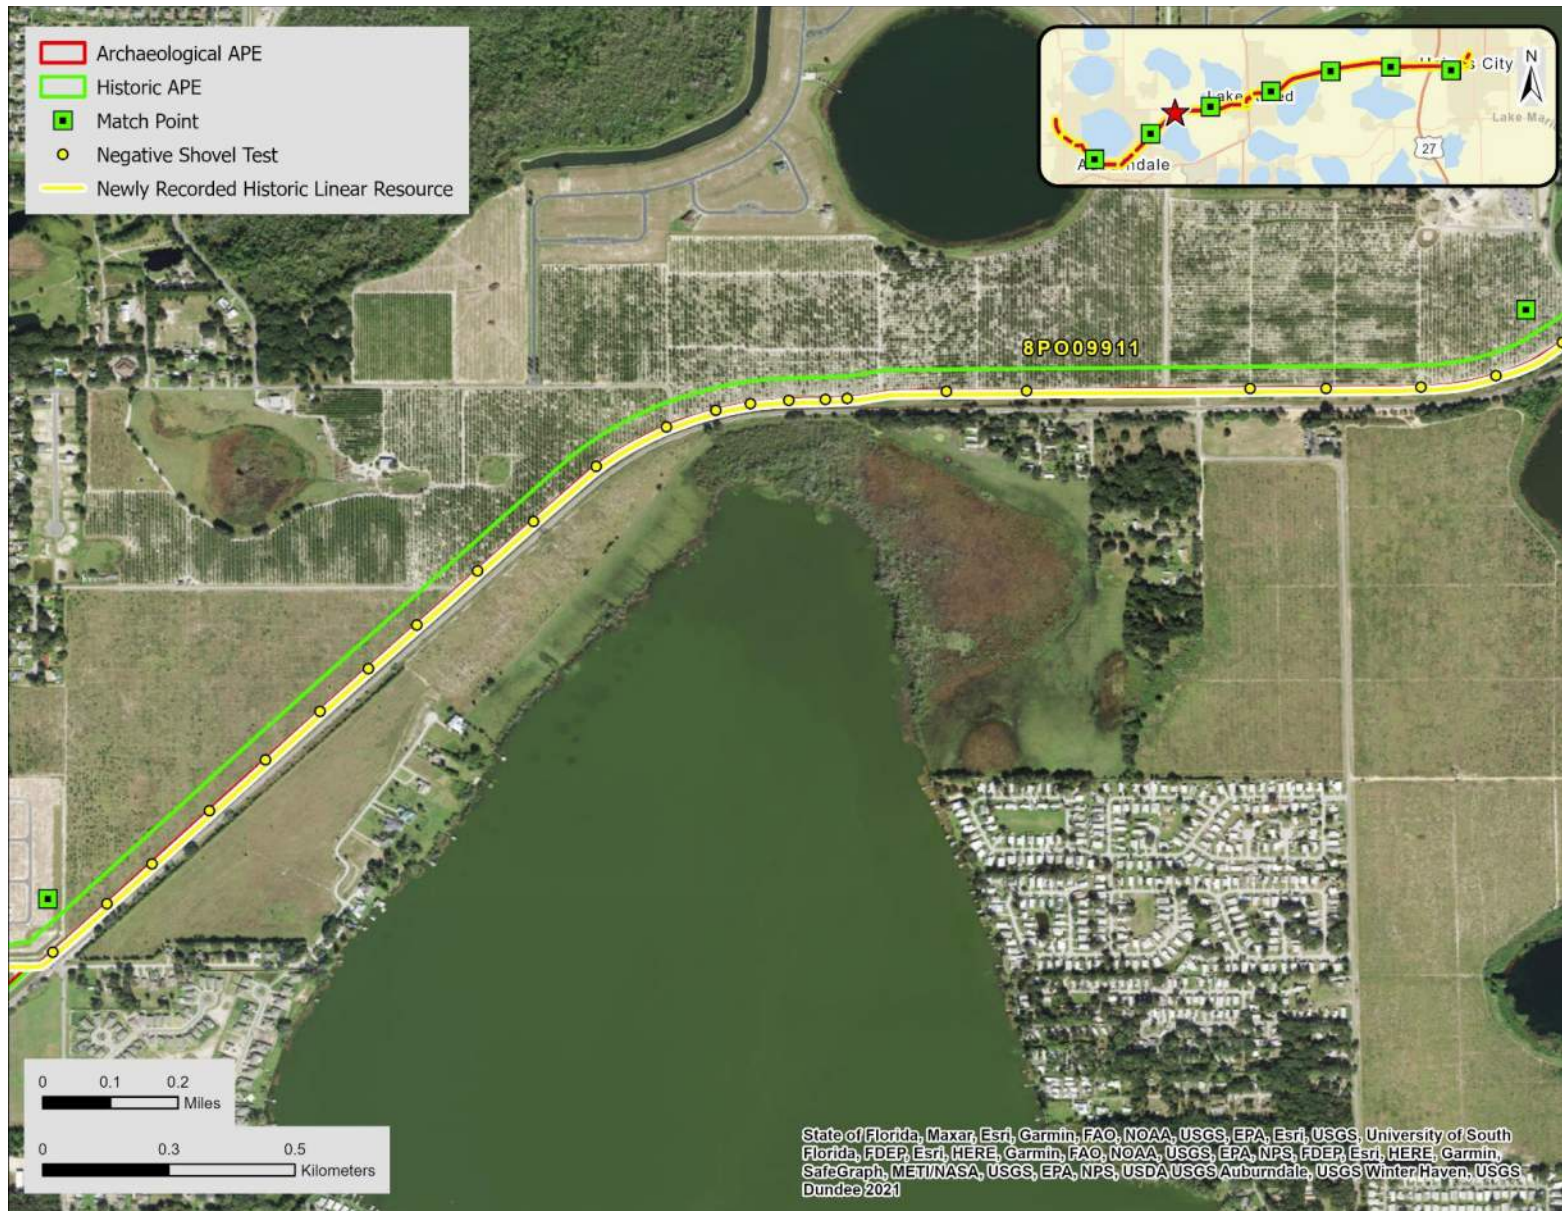 Archaeological APE
Historic APE
Match Point
Negative Shovel Test
Newly Recorded Historic Linear Resource
City
N
Lake
27
8PO09911
0 0.1 0.2
Miles
0 0.3 0.5
Kilometers
State of Florida, Maxar, Esri, Garmin, FAO, NOAA, USGS, EPA, Esri, USGS, University of South
Florida, FDEP, Esri, HERE, Garmin, FAO, NOAA, USGS, EPA, NPS, FDEP, Esri, HERE, Garmin,
SafeGraph, METI/NASA, USGS, EPA, NPS, USDA USGS Auburndale, USGS Winter Haven, USGS
Dundee 2021